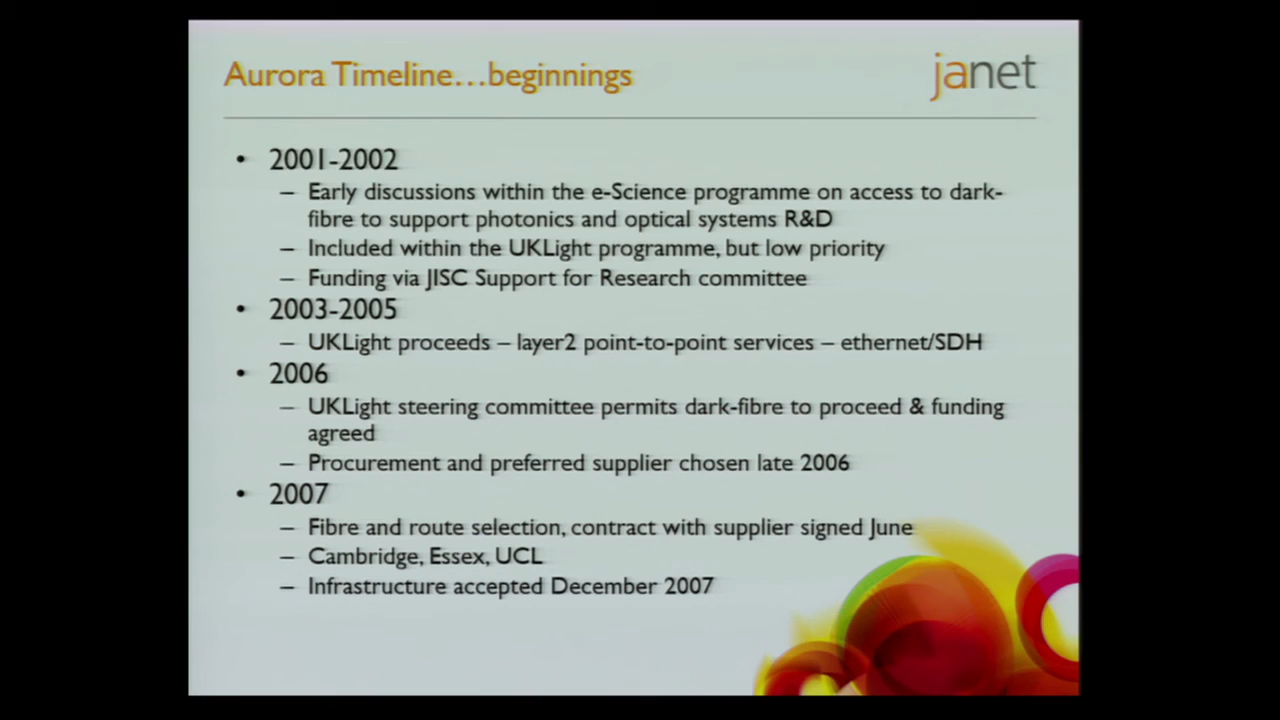 Aurora Timeline...beginnings
janet
• 2001-2002
– Early discussions within the e-Science programme on access to dark-
fibre to support photonics and optical systems R&D
– Included within the UKLight programme, but low priority
– Funding via JISC Support for Research committee
• 2003-2005
– UKLight proceeds – layer2 point-to-point services – ethernet/SDH
• 2006
– UKLight steering committee permits dark-fibre to proceed & funding
agreed
– Procurement and preferred supplier chosen late 2006
• 2007
– Fibre and route selection, contract with supplier signed June
– Cambridge, Essex, UCL
– Infrastructure accepted December 2007